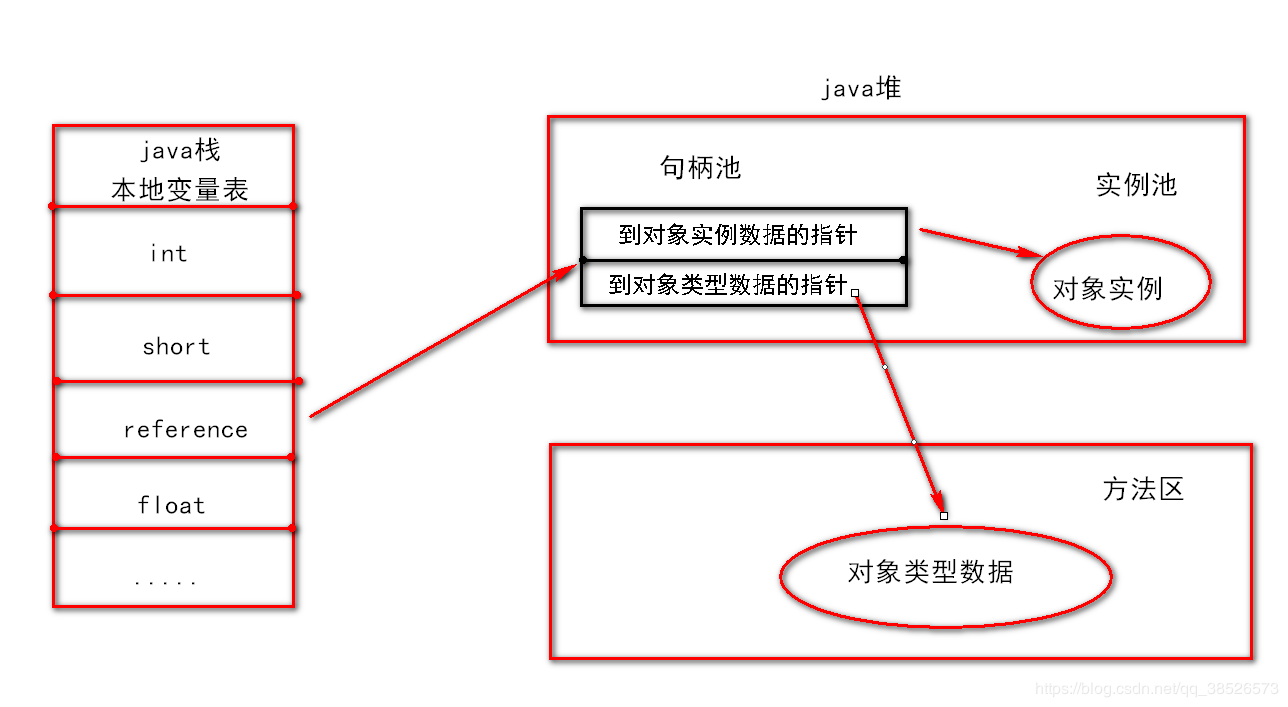 java堆
java栈
本地变量表
int
short
reference
float
.....
句柄池
实例池
到对象实例数据的指针
到对象类型数据的指针
对象实例
方法区
对象类型数据
https://blog.csdn.net/qq_38526573